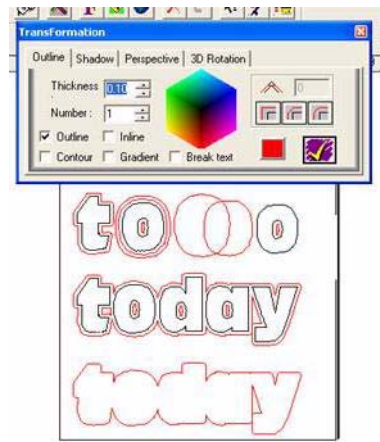 Transformation
Outline Shadow Perspective 3D Rotation
Thickness 0.10 0
Number : 1
Outline Inline
Contour Gradient Break text
to o
today
today